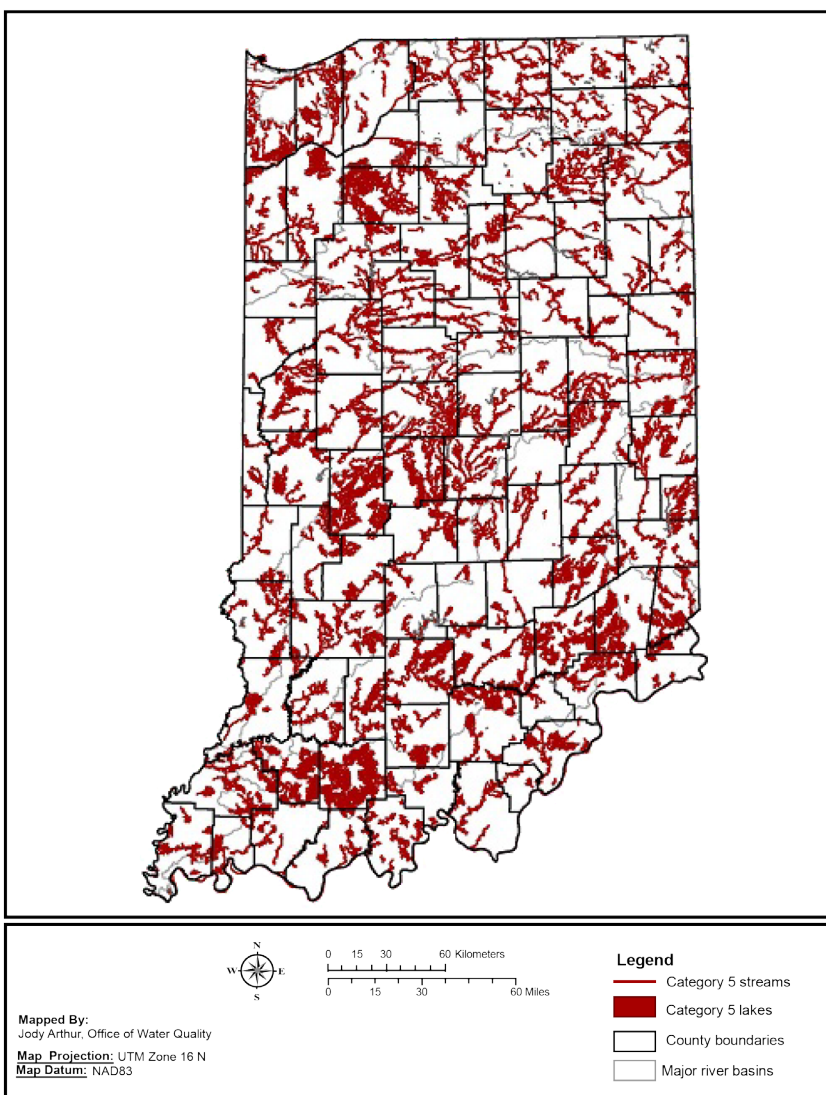 N
W E
S
0 15 30 60 Kilometers
0 15 30 60 Miles
Mapped By:
Jody Arthur, Office of Water Quality
Map Projection: UTM Zone 16 N
Map Datum: NAD83
Legend
Category 5 streams
Category 5 lakes
County boundaries
Major river basins